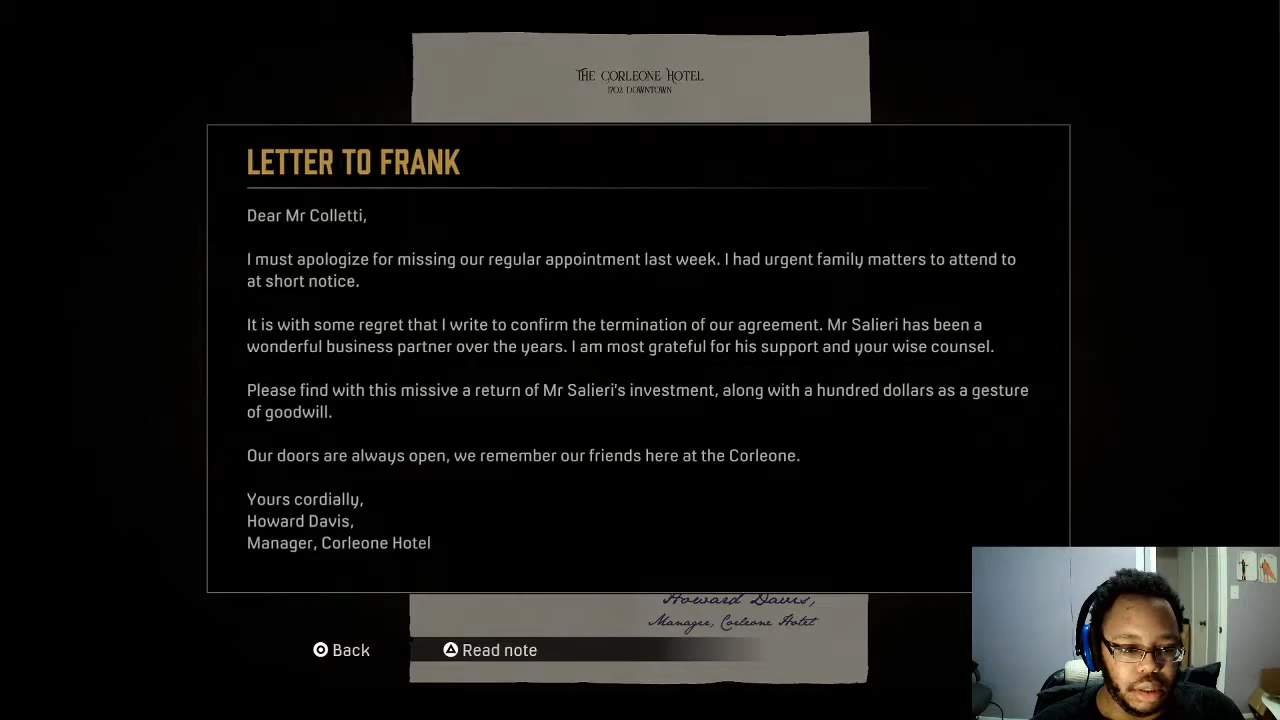 THE CORLEONE HOTEL
1702 DOWNTOWN
LETTER TO FRANK
Dear Mr Colletti,
I must apologize for missing our regular appointment last week. I had urgent family matters to attend to
at short notice.
It is with some regret that I write to confirm the termination of our agreement. Mr Salieri has been a
wonderful business partner over the years. I am most grateful for his support and your wise counsel.
Please find with this missive a return of Mr Salieri's investment, along with a hundred dollars as a gesture
of goodwill.
Our doors are always open, we remember our friends here at the Corleone.
Yours cordially,
Howard Davis,
Manager, Corleone Hotel
Howard Davis,
Manager, Corleone Hotel
Back
Read note